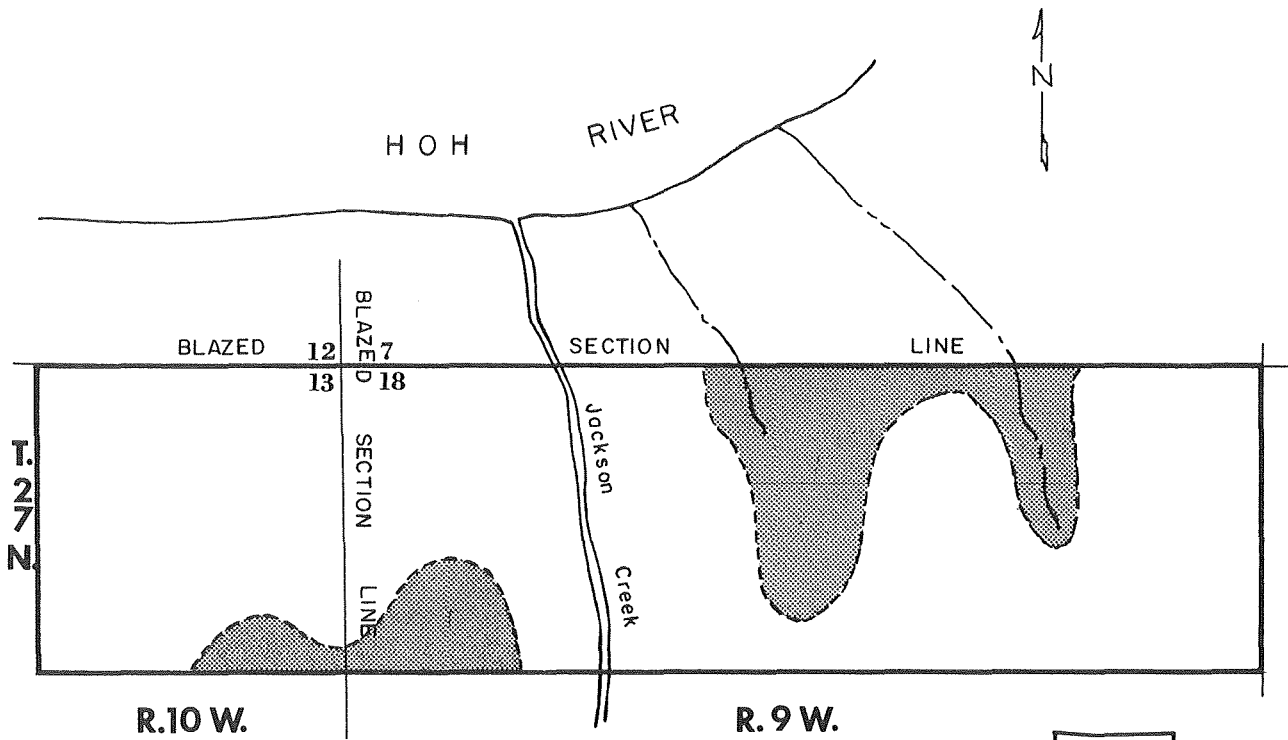 N
HOH RIVER
BLAZED 12 7 SECTION LINE
13 18
BLAZED SECTION LINE
Jackson Creek
T. 27 N.
R.10 W. R.9 W.